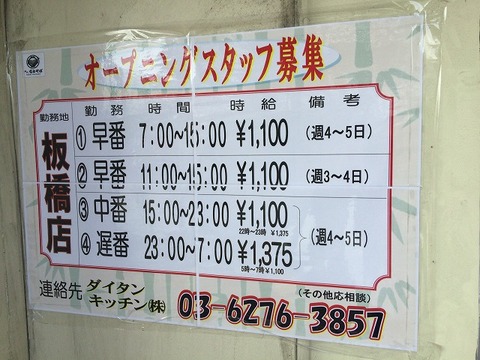 オープニングスタッフ募集
勤務地 勤務 時間 時給 備考
板橋店
①早番 7:00〜15:00 ¥1,100 (週4〜5日)
②早番 11:00〜15:00 ¥1,100 (週3〜4日)
③中番 15:00〜23:00 ¥1,100
22時〜23時 ¥1,375
④遅番 23:00〜7:00 ¥1,375
5時〜7時 ¥1,100
(週4〜5日)
(その他応相談)
連絡先 ダイタンキッチン㈱ 03-6276-3857